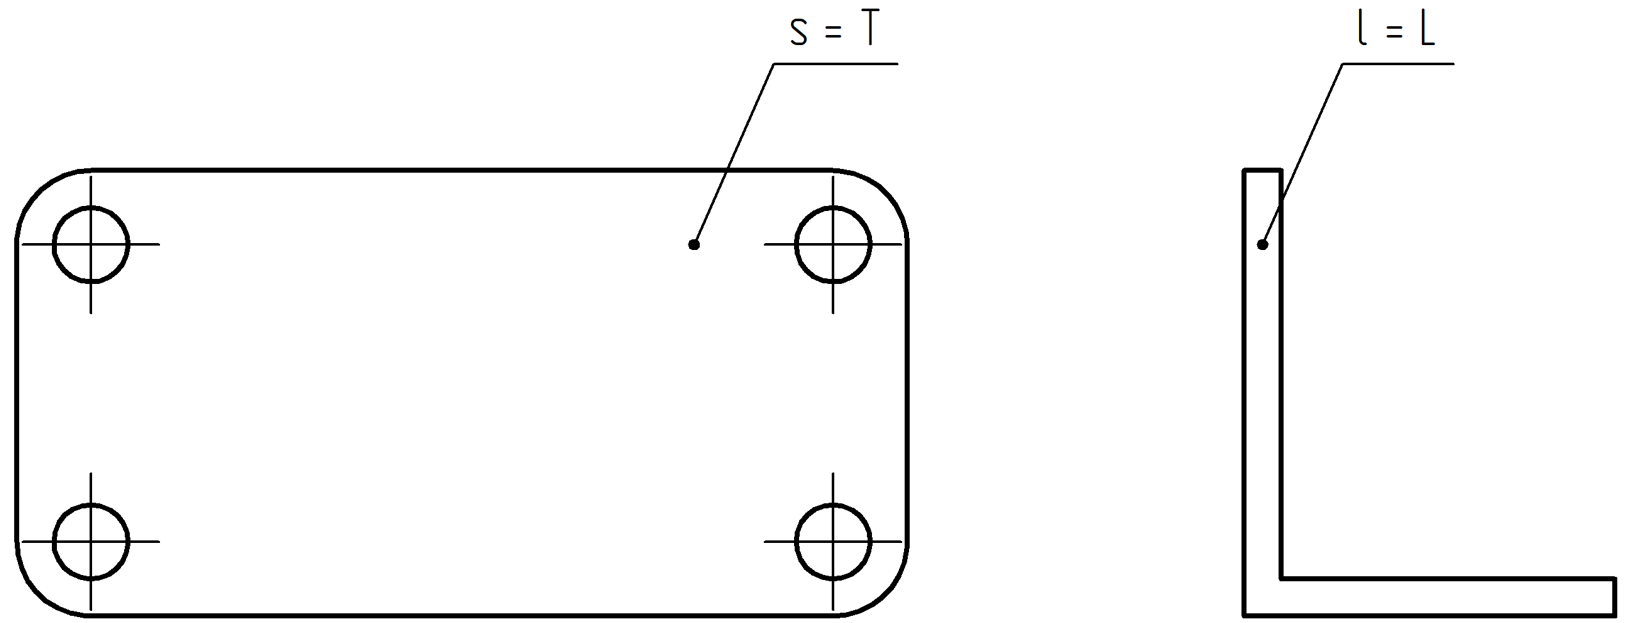 s = T
l = L